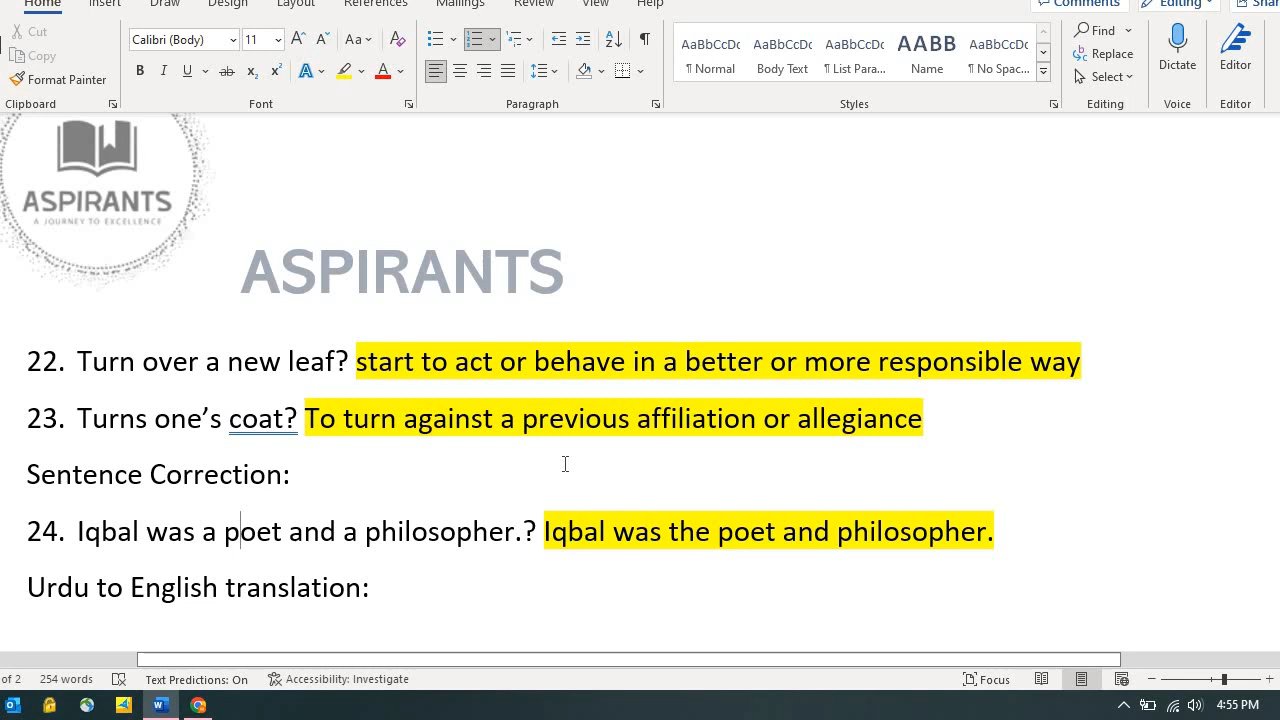 Home Insert Draw Design Layout References Mailings Review View Help Comments Editing
Cut
Copy
Format Painter
Clipboard
Calibri (Body) 11
Font
Paragraph
AaBbCcDc AaBbCcDc AaBbCcDc AABB AaBbCcDc
¶ Normal Body Text ¶ List Para... Name ¶ No Spac...
Styles
Find
Replace
Select
Editing
Dictate
Voice
Editor
Editor
ASPIRANTS
A JOURNEY TO EXCELLENCE
ASPIRANTS
22. Turn over a new leaf? start to act or behave in a better or more responsible way
23. Turns one’s coat? To turn against a previous affiliation or allegiance
Sentence Correction:
24. Iqbal was a poet and a philosopher.? Iqbal was the poet and philosopher.
Urdu to English translation:
of 2 254 words Text Predictions: On Accessibility: Investigate Focus
4:55 PM